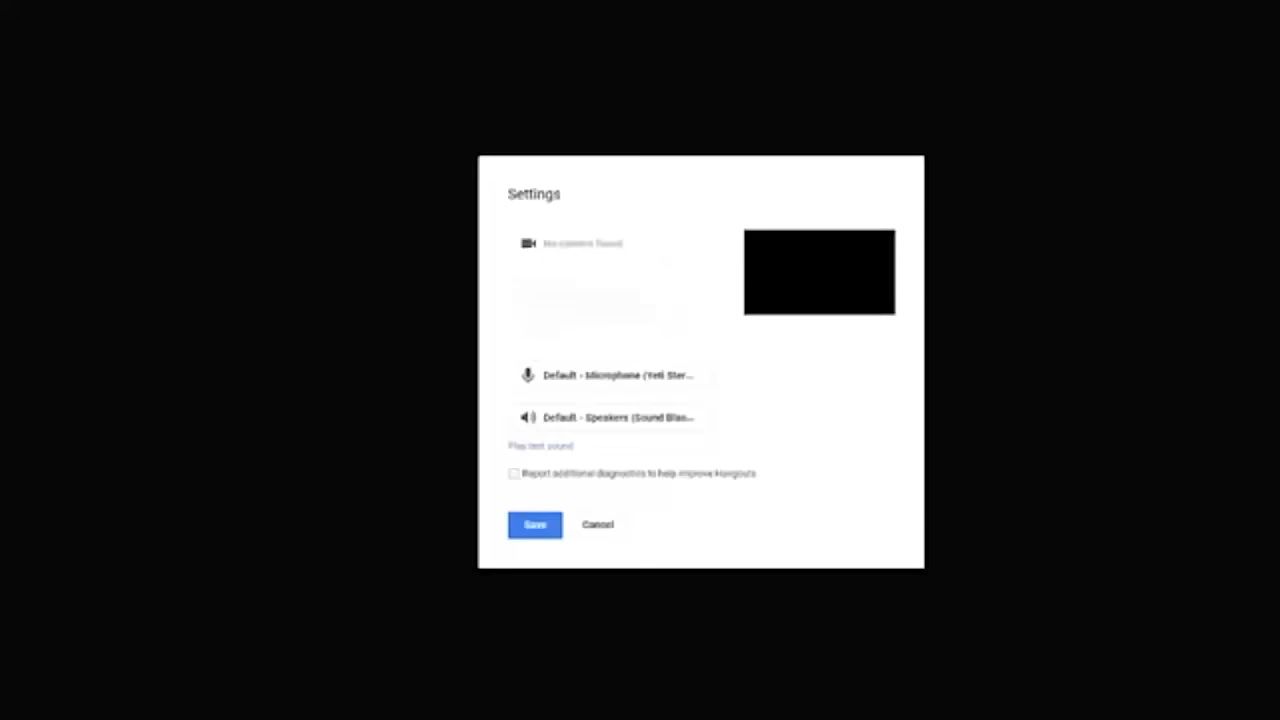 Settings
No camera found
Default - Microphone (Yeti Ster...
Default - Speakers (Sound Blas...
Play test sound
Report additional diagnostics to help improve Hangouts
Save
Cancel